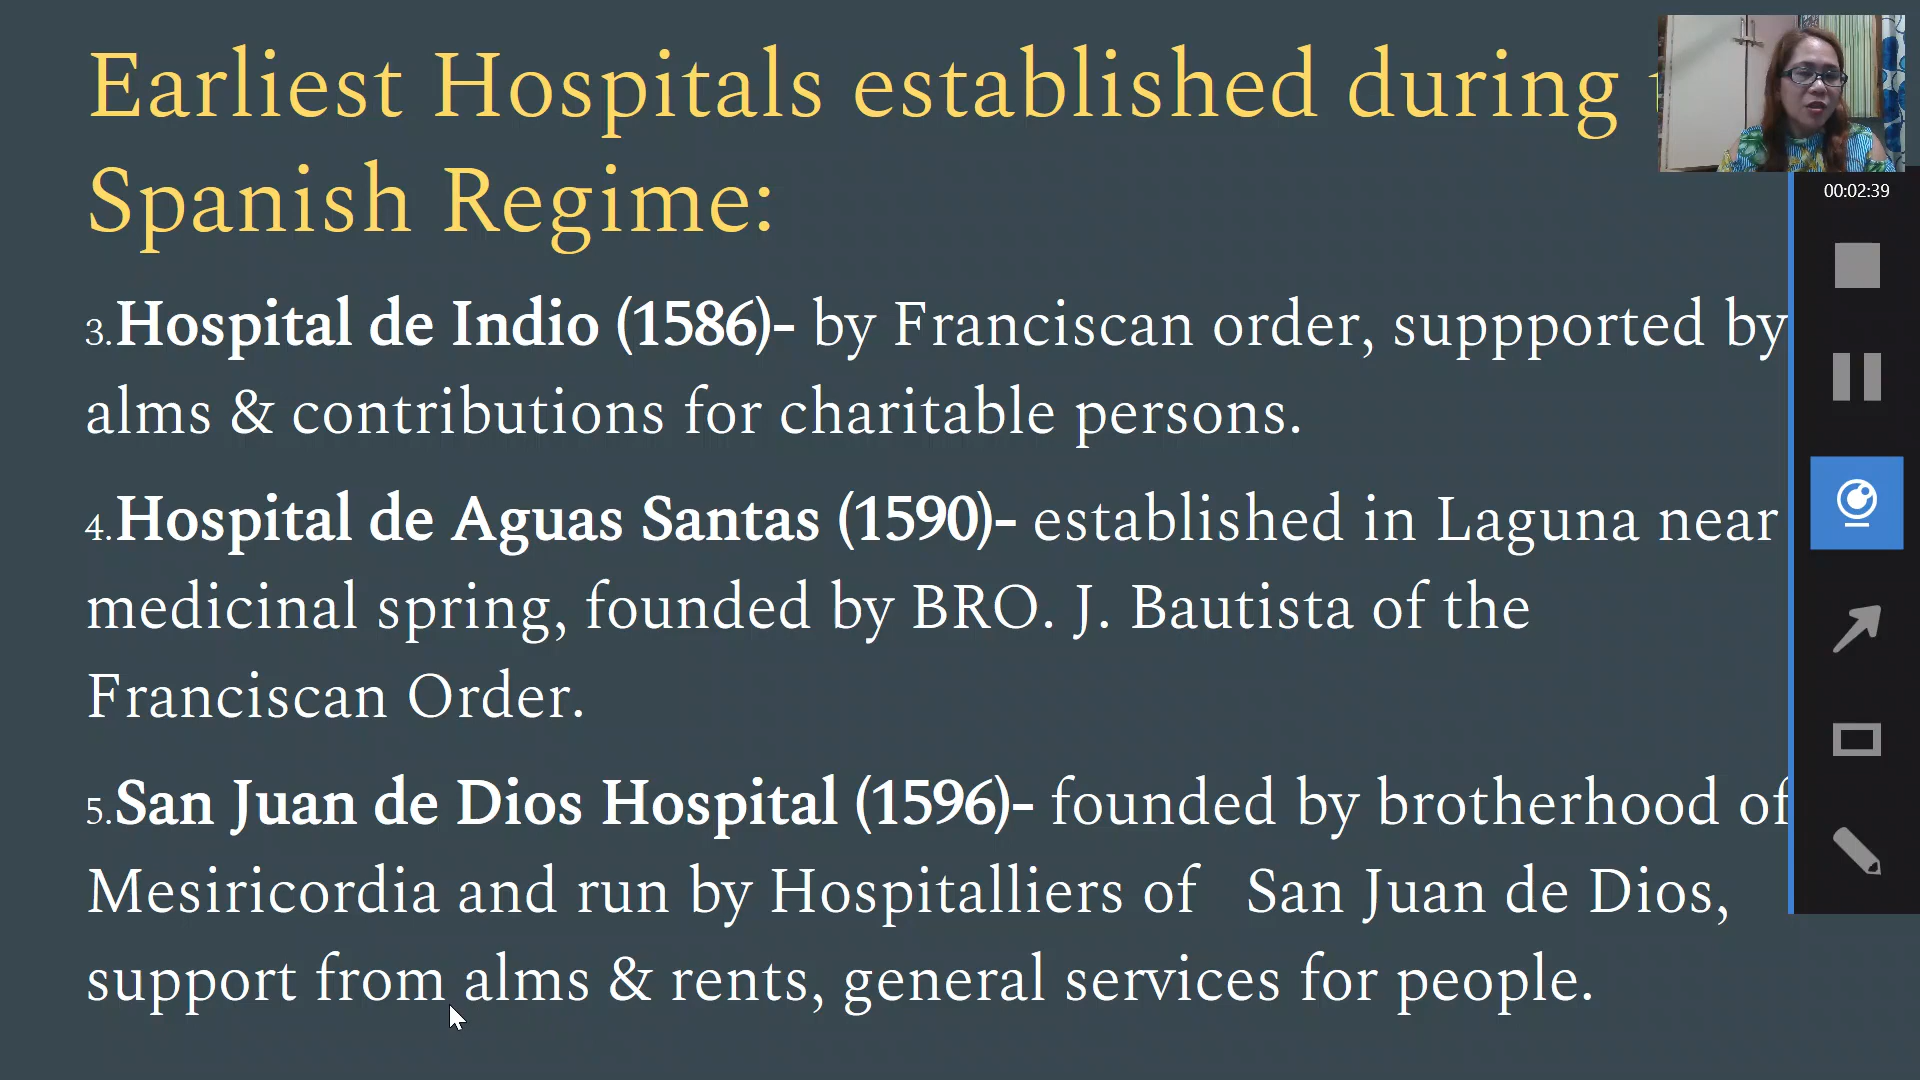 Earliest Hospitals established during
Spanish Regime:
00:02:39
3.Hospital de Indio (1586)- by Franciscan order, suppported by
alms & contributions for charitable persons.
4.Hospital de Aguas Santas (1590)- established in Laguna near
medicinal spring, founded by BRO. J. Bautista of the
Franciscan Order.
5.San Juan de Dios Hospital (1596)- founded by brotherhood of
Mesiricordia and run by Hospitalliers of San Juan de Dios,
support from alms & rents, general services for people.